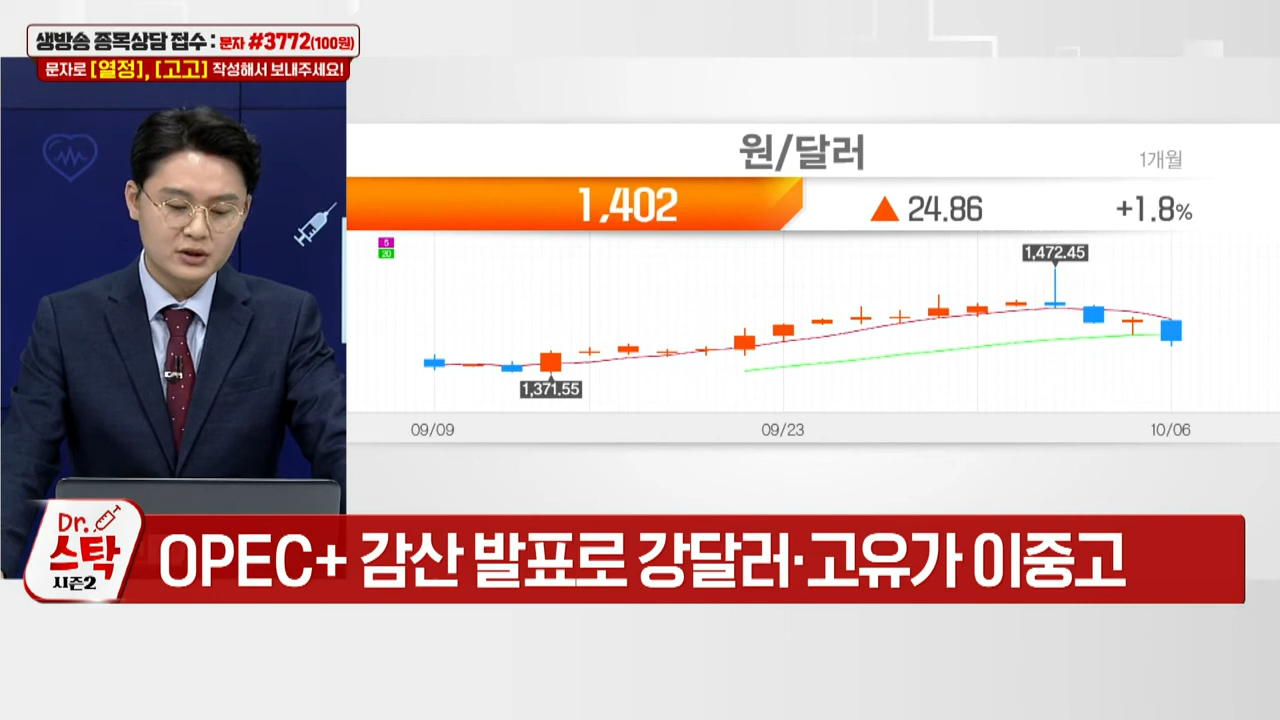 생방송 종목상담 접수 : 문자 #3772(100원)
문자로 [열정], [고고] 작성해서 보내주세요!
원/달러
1개월
1,402
▲ 24.86
+1.8%
5
20
1,472.45
1,371.55
09/09
09/23
10/06
Dr.
스탁
시즌2
OPEC+ 감산 발표로 강달러·고유가 이중고